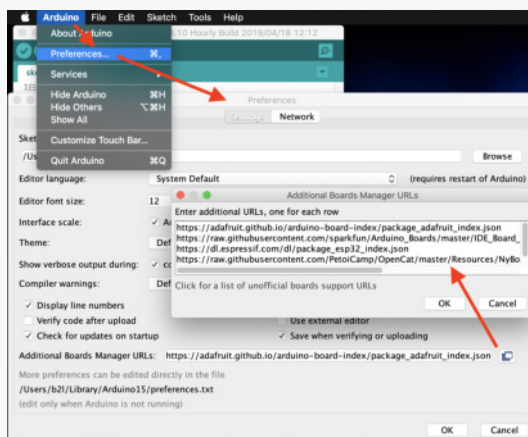 Arduino File Edit Sketch Tools Help
About Arduino
10 Hourly Build 2019/04/18 12:12
Preferences... ⌘,
Services
Hide Arduino ⌘H
Hide Others ⌥⌘H
Show All
Customize Touch Bar...
Quit Arduino ⌘Q
Preferences
Settings Network
Browse
Editor language: System Default (requires restart of Arduino)
Editor font size: 12
Interface scale:
Theme:
Show verbose output during:
Compiler warnings:
Additional Boards Manager URLs
Enter additional URLs, one for each row
https://adafruit.github.io/arduino-board-index/package_adafruit_index.json
https://raw.githubusercontent.com/sparkfun/Arduino_Boards/master/IDE_Board_
https://dl.espressif.com/dl/package_esp32_index.json
https://raw.githubusercontent.com/PetoiCamp/OpenCat/master/Resources/NyBo
Click for a list of unofficial boards support URLs
OK Cancel
Display line numbers
Verify code after upload Use external editor
Check for updates on startup Save when verifying or uploading
Additional Boards Manager URLs: https://adafruit.github.io/arduino-board-index/package_adafruit_index.json
More preferences can be edited directly in the file
/Users/b2l/Library/Arduino15/preferences.txt
(edit only when Arduino is not running)
OK Cancel